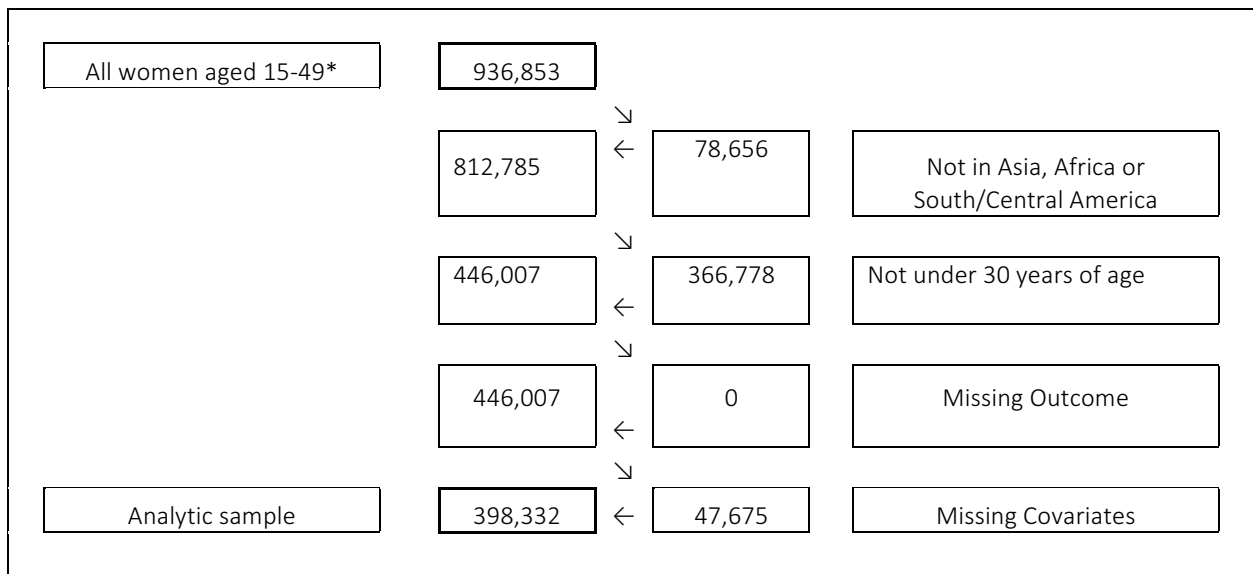 All women aged 15-49* 936,853
↘
812,785 ← 78,656 Not in Asia, Africa or
South/Central America
↘
446,007 366,778 Not under 30 years of age
←
↘
446,007 0 Missing Outcome
←
↘
Analytic sample 398,332 ← 47,675 Missing Covariates